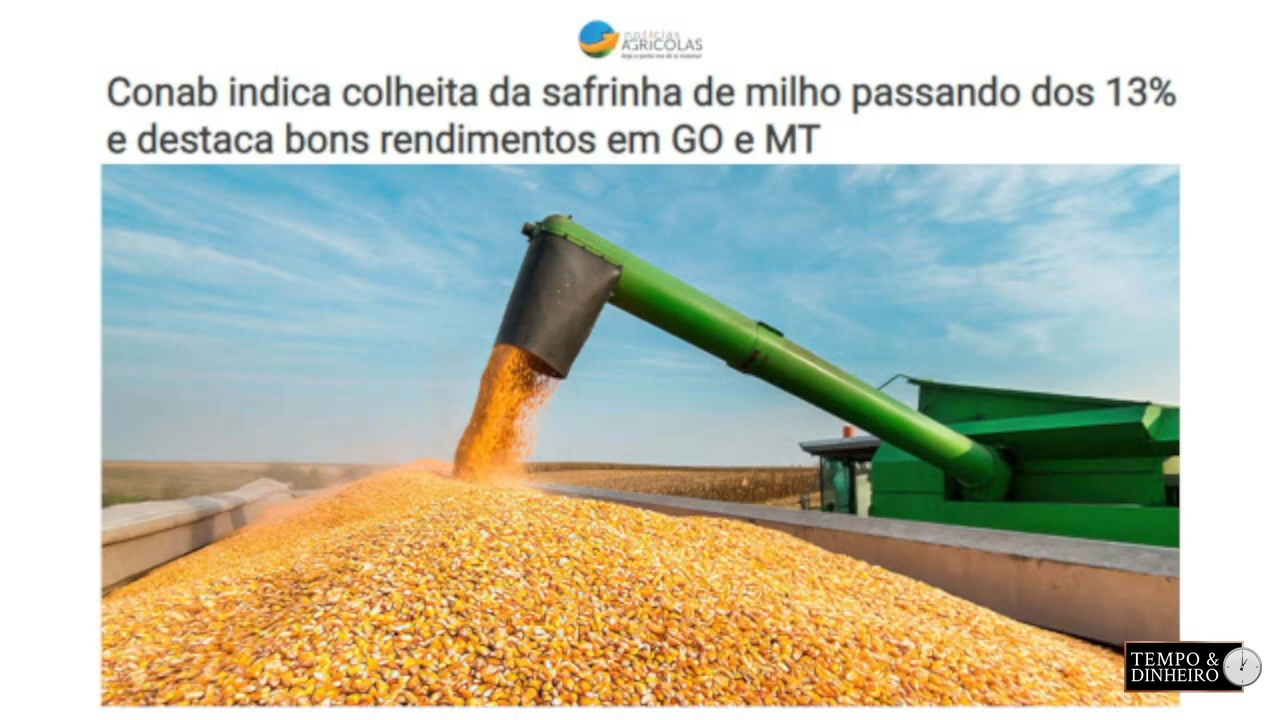 notícias
AGRÍCOLAS
Conab indica colheita da safrinha de milho passando dos 13%
e destaca bons rendimentos em GO e MT
TEMPO &
DINHEIRO